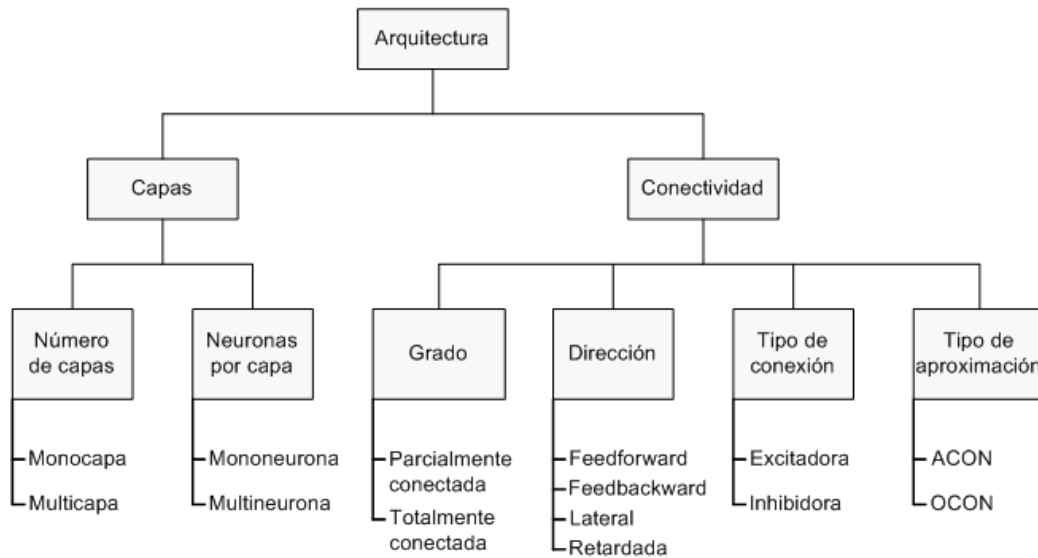 Arquitectura
Capas
Conectividad
Número
de capas
Neuronas
por capa
Grado
Dirección
Tipo de
conexión
Tipo de
aproximación
Monocapa
Multicapa
Mononeurona
Multineurona
Parcialmente
conectada
Totalmente
conectada
Feedforward
Feedbackward
Lateral
Retardada
Excitadora
Inhibidora
ACON
OCON